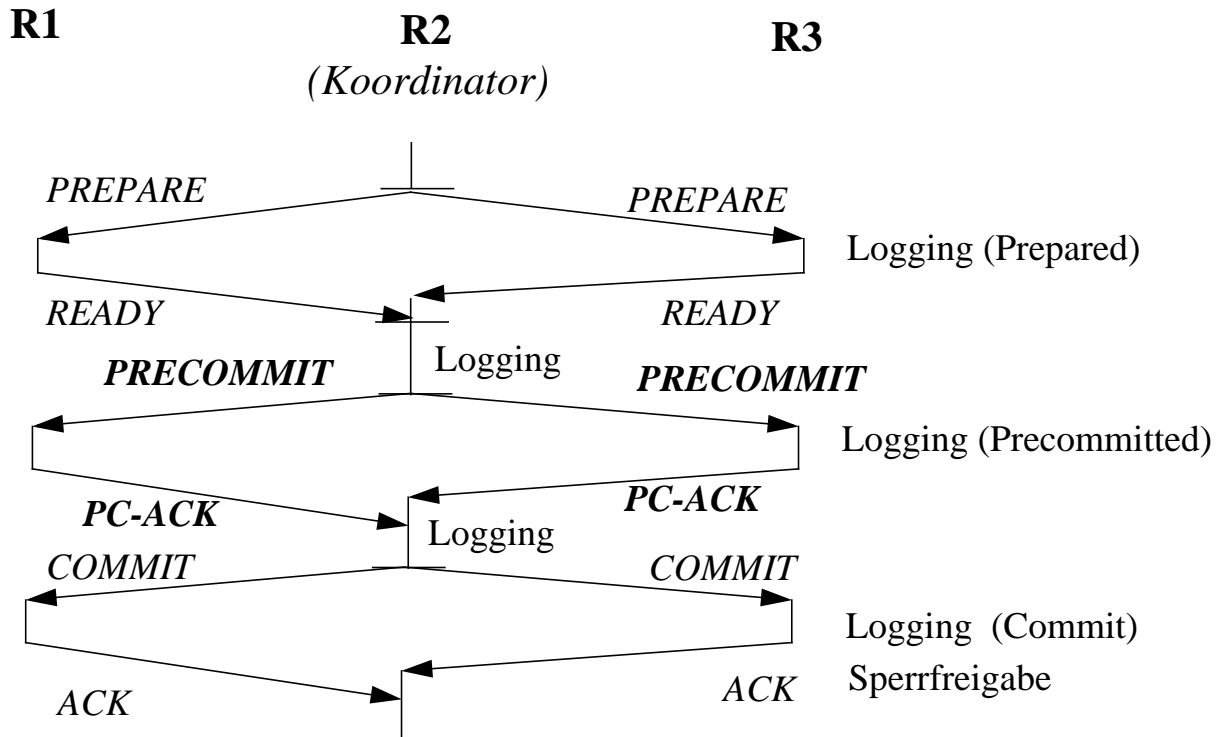 R1
R2
R3
(Koordinator)
PREPARE
PREPARE
Logging (Prepared)
READY
READY
Logging
PRECOMMIT
PRECOMMIT
Logging (Precommitted)
PC-ACK
PC-ACK
Logging
COMMIT
COMMIT
Logging (Commit)
Sperrfreigabe
ACK
ACK